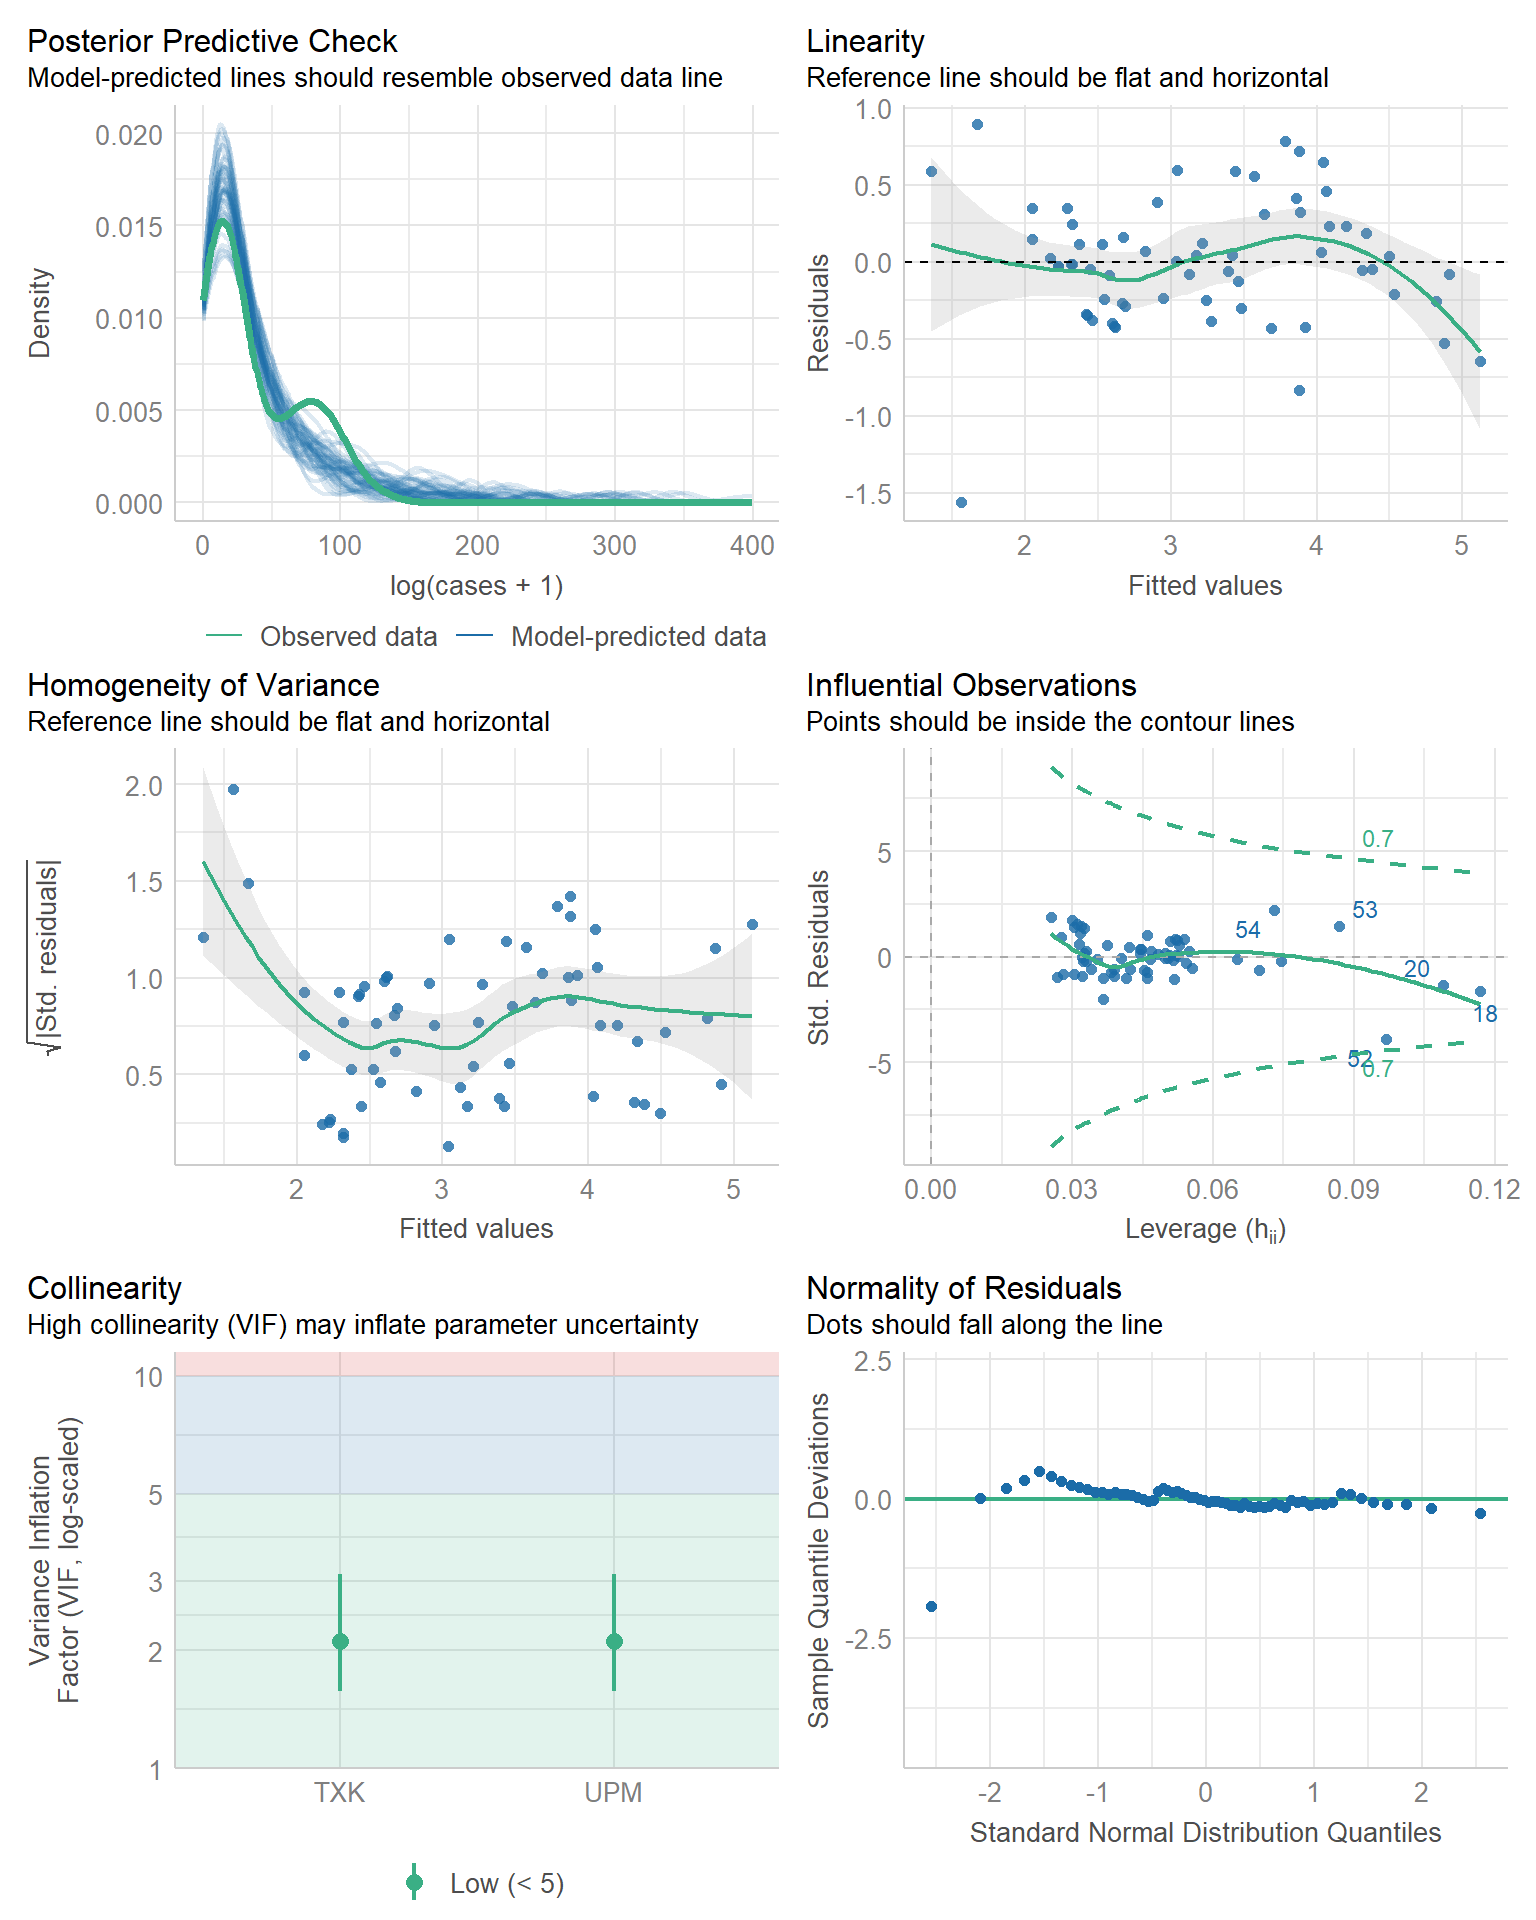 Posterior Predictive Check
Model-predicted lines should resemble observed data line
Density
0.020
0.015
0.010
0.005
0.000
0 100 200 300 400
log(cases + 1)
Observed data Model-predicted data
Linearity
Reference line should be flat and horizontal
Residuals
1.0
0.5
0.0
-0.5
-1.0
-1.5
2 3 4 5
Fitted values
Homogeneity of Variance
Reference line should be flat and horizontal
√|Std. residuals|
2.0
1.5
1.0
0.5
2 3 4 5
Fitted values
Influential Observations
Points should be inside the contour lines
Std. Residuals
5
0
-5
0.7
53
54
20
18
52
0.7
0.00 0.03 0.06 0.09 0.12
Leverage (hii)
Collinearity
High collinearity (VIF) may inflate parameter uncertainty
Variance Inflation
Factor (VIF, log-scaled)
10
5
3
2
1
TXK UPM
Low (< 5)
Normality of Residuals
Dots should fall along the line
Sample Quantile Deviations
2.5
0.0
-2.5
-2 -1 0 1 2
Standard Normal Distribution Quantiles